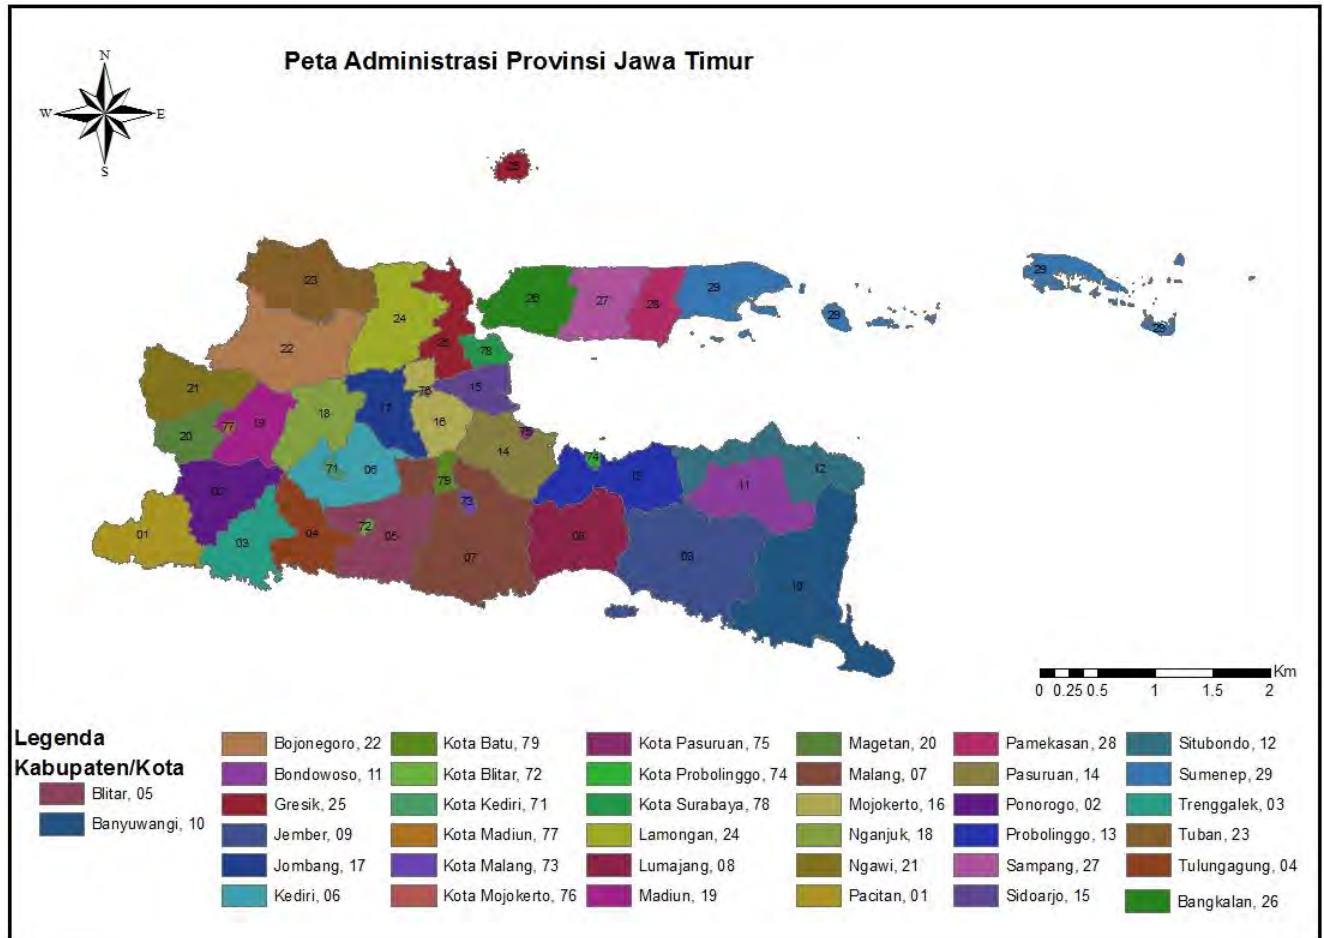 Peta Administrasi Provinsi Jawa Timur
N
W E
S
25
23
29
29
26
27
28
29
24
29
29
22
25
78
21
15
76
18
17
20
77
19
16
75
14
74
71
06
13
12
79
11
02
73
01
72
03
04
05
08
07
09
10
Km
0 0.25 0.5 1 1.5 2
Legenda
Kabupaten/Kota
Blitar, 05
Banyuwangi, 10
Bojonegoro, 22
Bondowoso, 11
Gresik, 25
Jember, 09
Jombang, 17
Kediri, 06
Kota Batu, 79
Kota Blitar, 72
Kota Kediri, 71
Kota Madiun, 77
Kota Malang, 73
Kota Mojokerto, 76
Kota Pasuruan, 75
Kota Probolinggo, 74
Kota Surabaya, 78
Lamongan, 24
Lumajang, 08
Madiun, 19
Magetan, 20
Malang, 07
Mojokerto, 16
Nganjuk, 18
Ngawi, 21
Pacitan, 01
Pamekasan, 28
Pasuruan, 14
Ponorogo, 02
Probolinggo, 13
Sampang, 27
Sidoarjo, 15
Situbondo, 12
Sumenep, 29
Trenggalek, 03
Tuban, 23
Tulungagung, 04
Bangkalan, 26